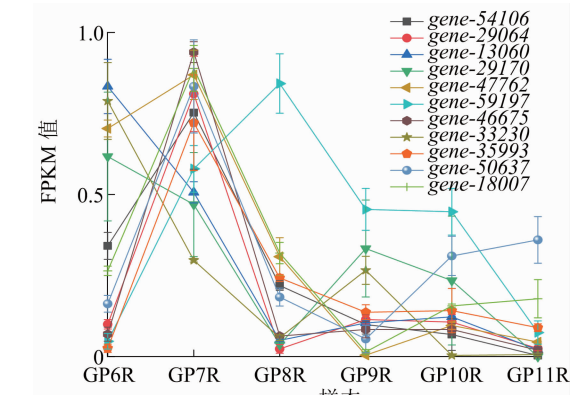 1.0
0.5
0
FPKM 值
gene-54106
gene-29064
gene-13060
gene-29170
gene-47762
gene-59197
gene-46675
gene-33230
gene-35993
gene-50637
gene-18007
GP6R GP7R GP8R GP9R GP10R GP11R